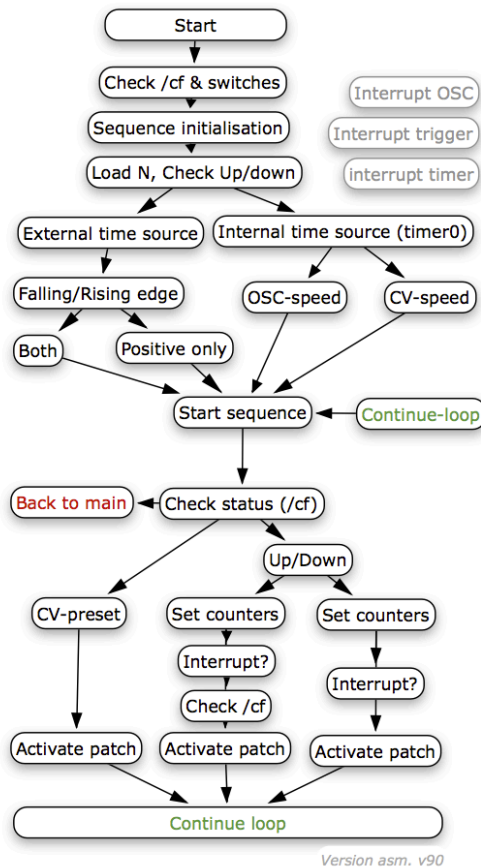 Start
Check /cf & switches
Interrupt OSC
Sequence initialisation
Interrupt trigger
Load N, Check Up/down
interrupt timer
External time source
Internal time source (timer0)
Falling/Rising edge
OSC-speed
CV-speed
Both
Positive only
Start sequence
Continue-loop
Back to main
Check status (/cf)
Up/Down
CV-preset
Set counters
Set counters
Interrupt?
Interrupt?
Check /cf
Activate patch
Activate patch
Activate patch
Continue loop
Version asm. v90